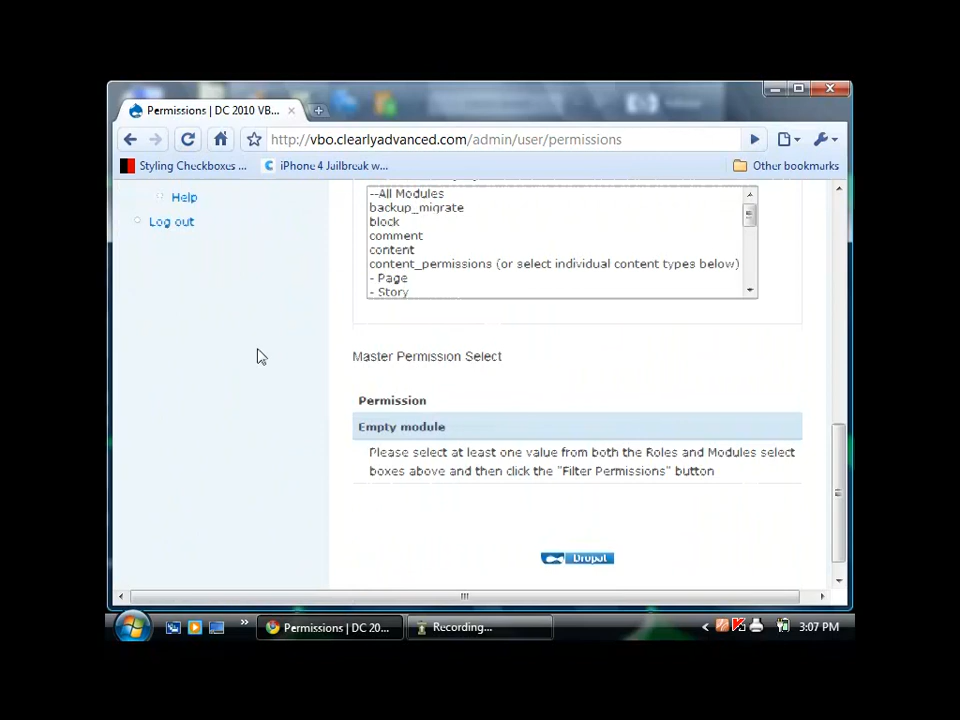 Permissions | DC 2010 VB...
http://vbo.clearlyadvanced.com/admin/user/permissions
Styling Checkboxes ...
iPhone 4 Jailbreak w...
Other bookmarks
Help
Log out
--All Modules
backup_migrate
block
comment
content
content_permissions (or select individual content types below)
- Page
- Story
Master Permission Select
Permission
Empty module
Please select at least one value from both the Roles and Modules select
boxes above and then click the "Filter Permissions" button
Drupal
Permissions | DC 20...
Recording...
3:07 PM